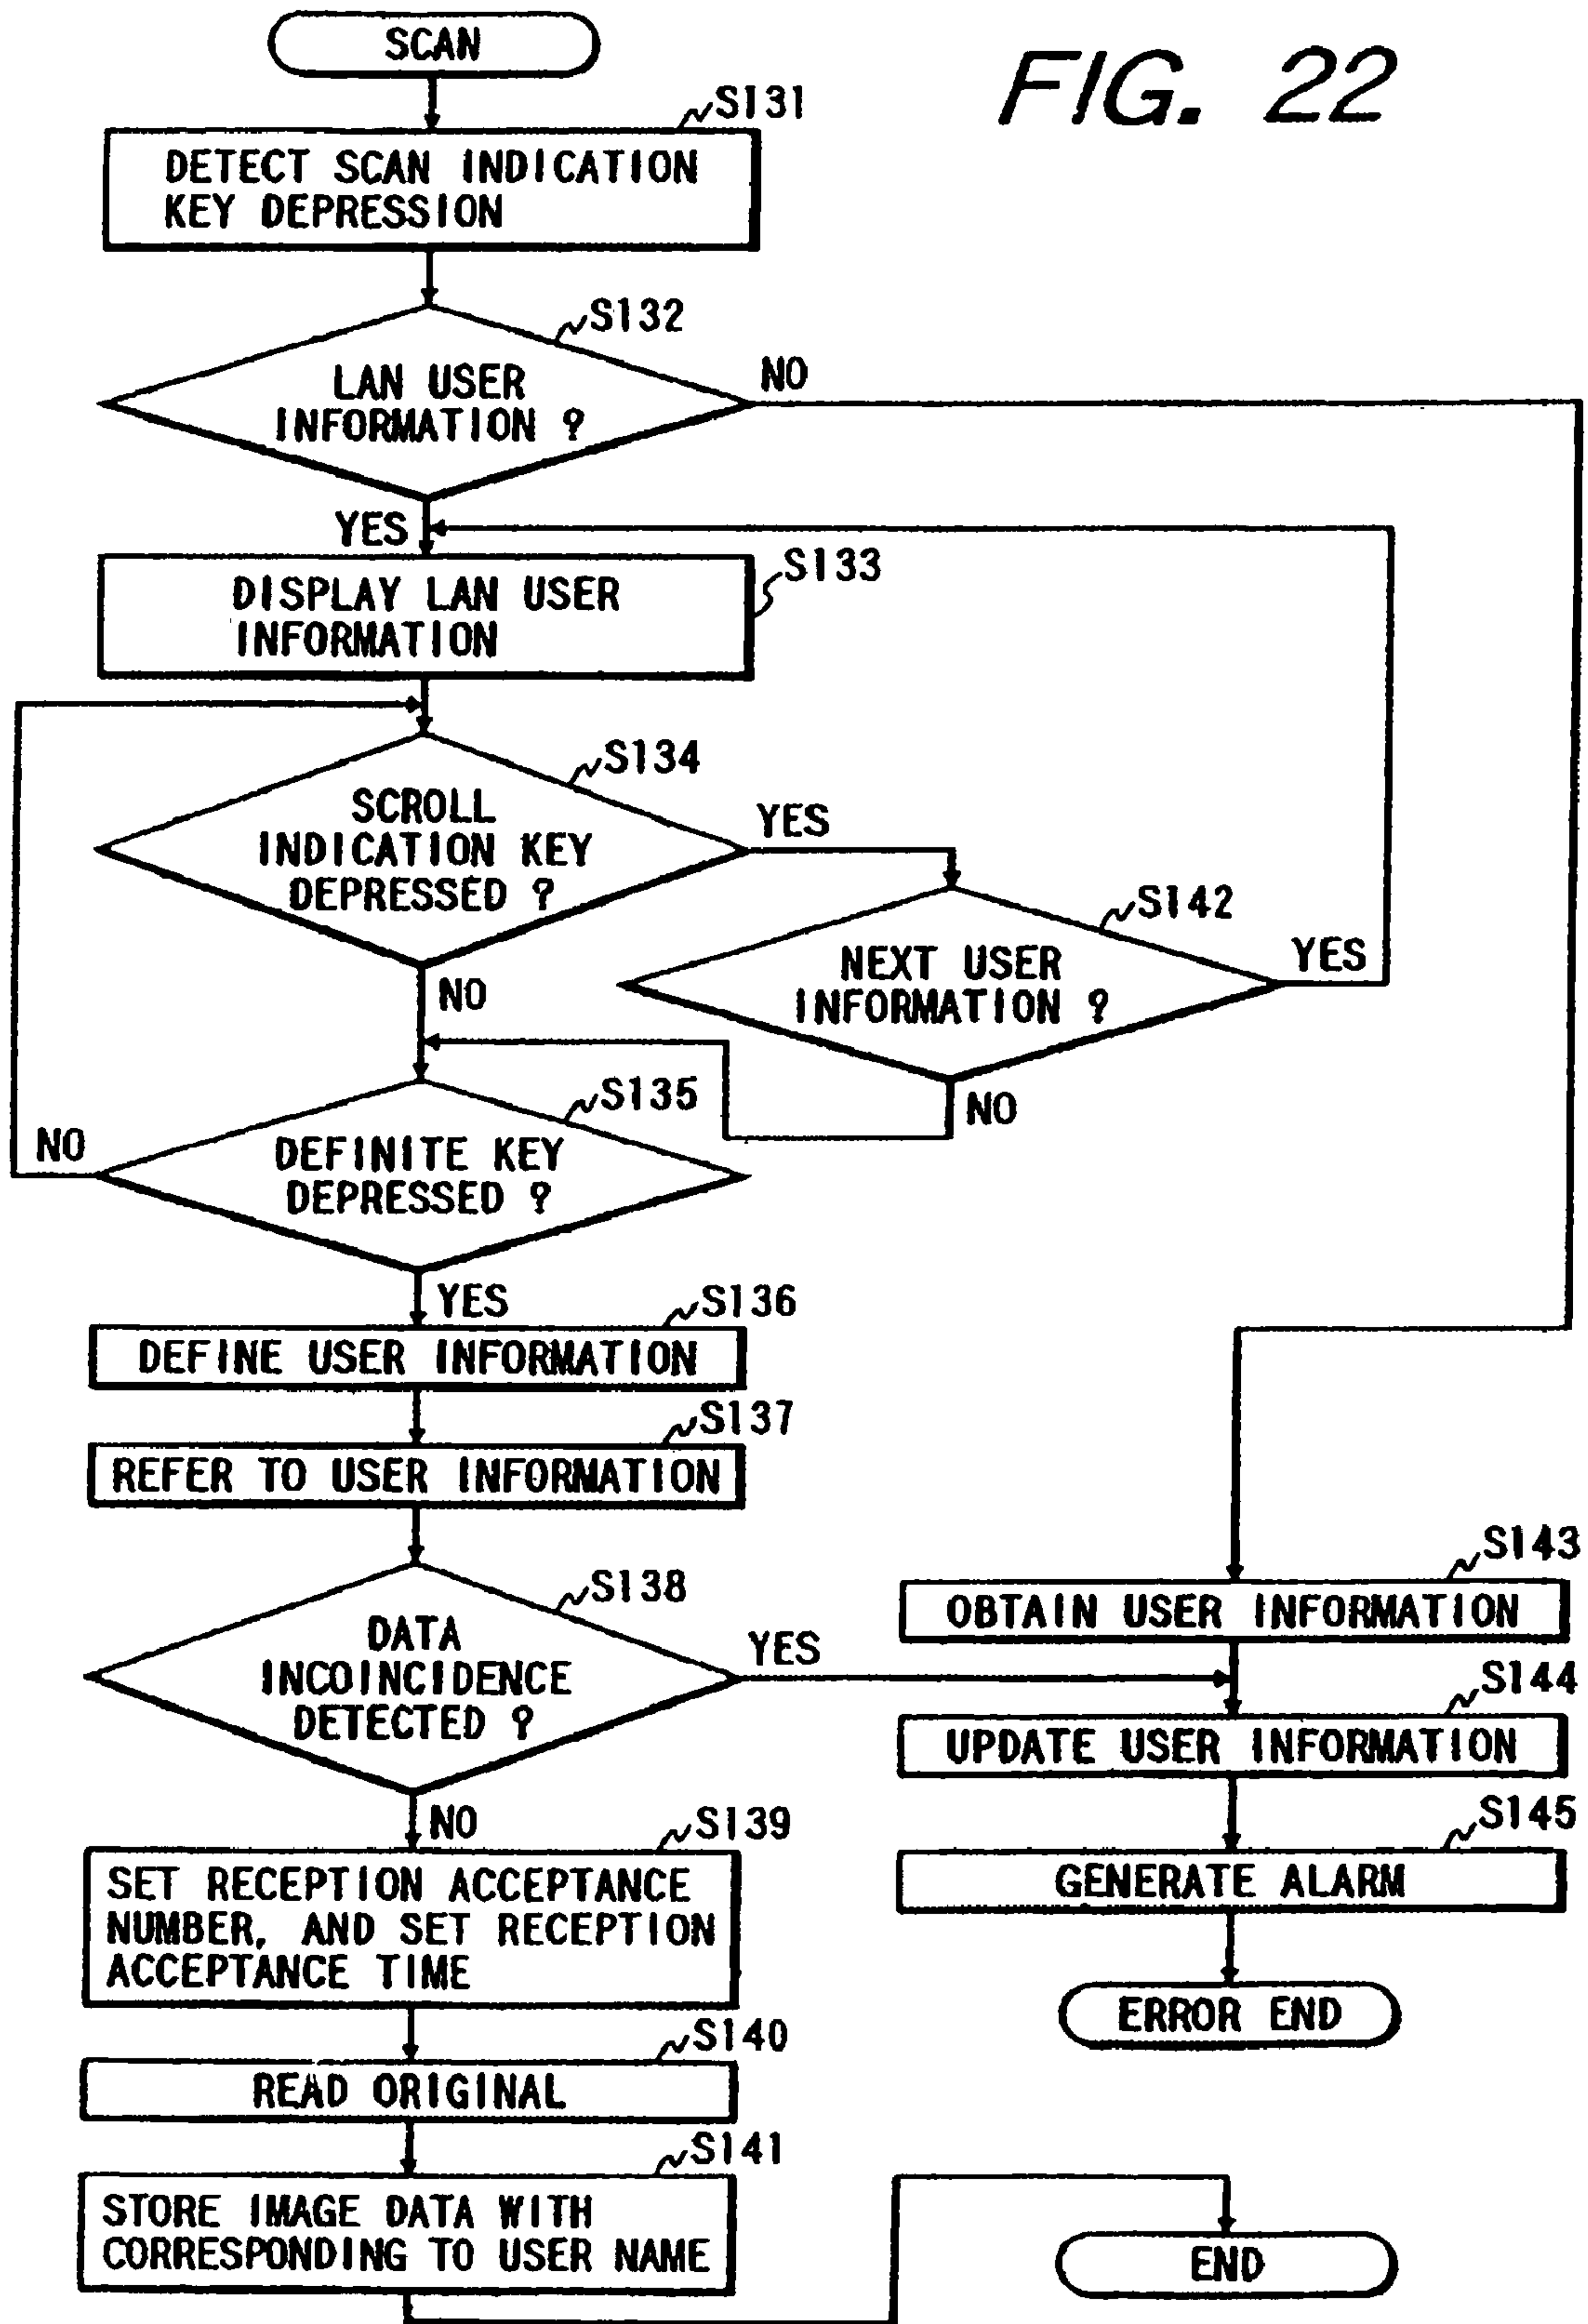 SCAN
FIG. 22
S131
DETECT SCAN INDICATION
KEY DEPRESSION
S132
LAN USER
INFORMATION ?
NO
YES
S133
DISPLAY LAN USER
INFORMATION
S134
SCROLL
INDICATION KEY
DEPRESSED ?
YES
S142
NEXT USER
INFORMATION ?
YES
NO
NO
S135
DEFINITE KEY
DEPRESSED ?
NO
YES
S136
DEFINE USER INFORMATION
S137
REFER TO USER INFORMATION
S138
DATA
INCOINCIDENCE
DETECTED ?
YES
NO
S143
OBTAIN USER INFORMATION
S144
UPDATE USER INFORMATION
S145
GENERATE ALARM
ERROR END
S139
SET RECEPTION ACCEPTANCE
NUMBER, AND SET RECEPTION
ACCEPTANCE TIME
S140
READ ORIGINAL
S141
STORE IMAGE DATA WITH
CORRESPONDING TO USER NAME
END